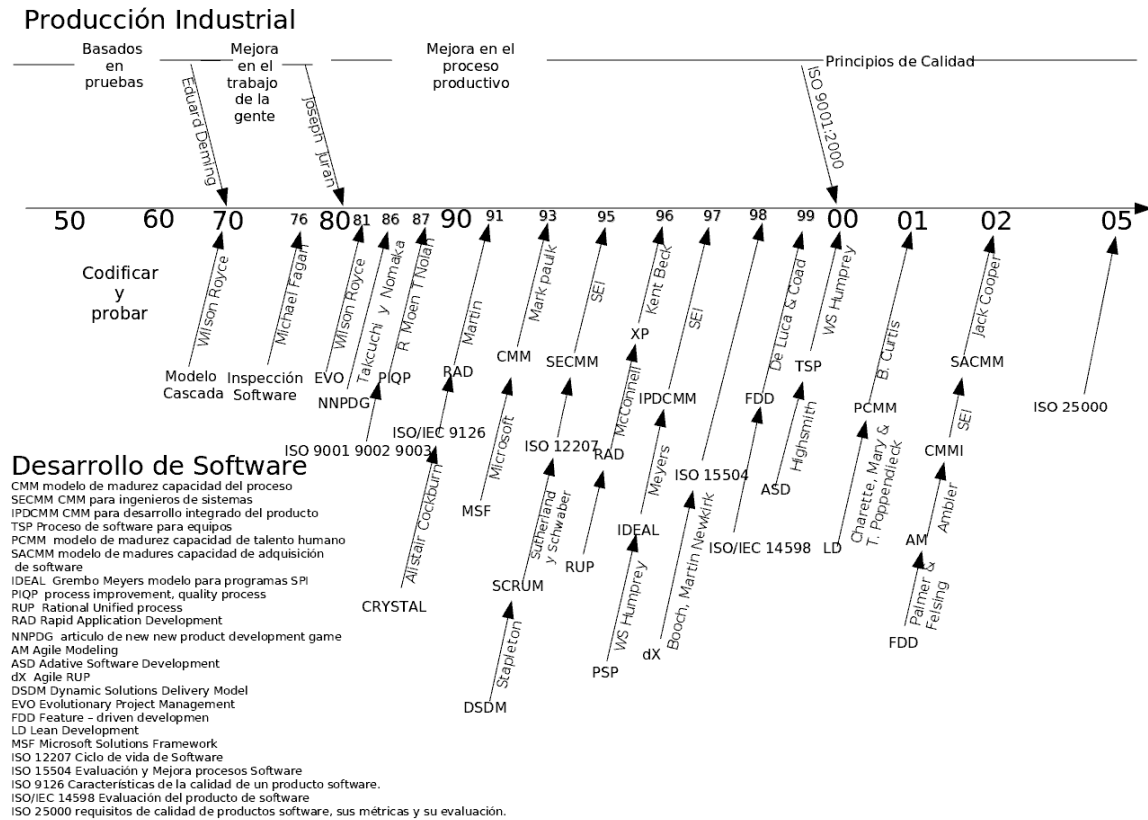 Producción Industrial
Basados
en
pruebas
Mejora
en el
trabajo
de la
gente
Mejora en el
proceso
productivo
Principios de Calidad
Eduard Deming
Joseph Juran
ISO 9001:2000
50 60 70 76 80 81 86 87 90 91 93 95 96 97 98 99 00 01 02 05
Codificar
y
probar
Wilson Royce
Michael Fagan
Wilson Royce
Takcuchi y Nomaka
R Moen TNolan
Martin
Mark paulk
SEI
Kent Beck
SEI
De Luca & Coad
WS Humprey
B. Curtis
Jack Cooper
Modelo
Cascada
Inspección
Software
EVO
NNPDG
PIQP
RAD
CMM
SECMM
XP
IPDCMM
FDD
TSP
PCMM
SACMM
ISO 25000
ISO 9001 9002 9003
ISO/IEC 9126
Microsoft
ISO 12207
RAD
McConnell
Meyers
ISO 15504
ASD
Highsmith
Charette, Mary &
T. Poppendieck
CMMI
SEI
Alistair Cockburn
MSF
Sutherland
y Schwaber
RUP
IDEAL
Booch, Martin Newkirk
ISO/IEC 14598
LD
AM
Ambler
CRYSTAL
SCRUM
Stapleton
DSDM
WS Humprey
PSP
dX
Palmer &
Felsing
FDD
Desarrollo de Software
CMM modelo de madurez capacidad del proceso
SECMM CMM para ingenieros de sistemas
IPDCMM CMM para desarrollo integrado del producto
TSP Proceso de software para equipos
PCMM modelo de madurez capacidad de talento humano
SACMM modelo de madures capacidad de adquisición
de software
IDEAL Grembo Meyers modelo para programas SPI
PIQP process improvement, quality process
RUP Rational Unified process
RAD Rapid Application Development
NNPDG articulo de new new product development game
AM Agile Modeling
ASD Adative Software Development
dX Agile RUP
DSDM Dynamic Solutions Delivery Model
EVO Evolutionary Project Management
FDD Feature – driven developmen
LD Lean Development
MSF Microsoft Solutions Framework
ISO 12207 Ciclo de vida de Software
ISO 15504 Evaluación y Mejora procesos Software
ISO 9126 Características de la calidad de un producto software.
ISO/IEC 14598 Evaluación del producto de software
ISO 25000 requisitos de calidad de productos software, sus métricas y su evaluación.